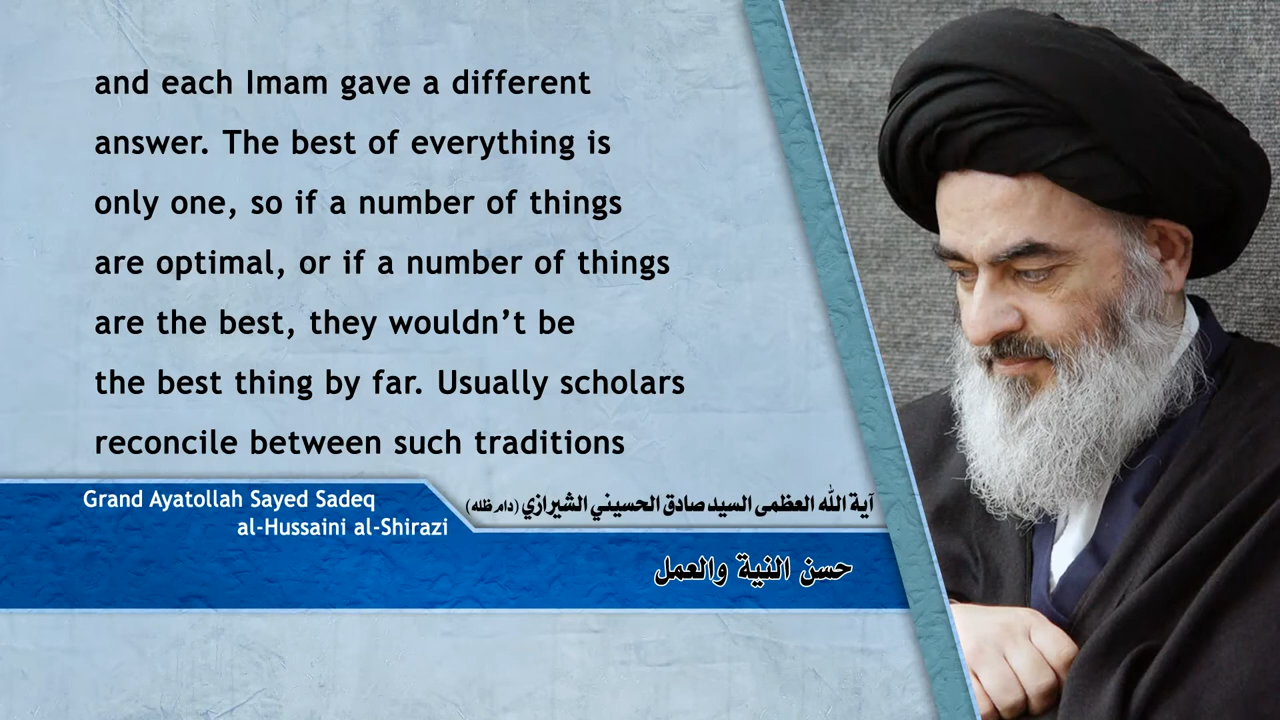 and each Imam gave a different
answer. The best of everything is
only one, so if a number of things
are optimal, or if a number of things
are the best, they wouldn’t be
the best thing by far. Usually scholars
reconcile between such traditions
Grand Ayatollah Sayed Sadeq
al-Hussaini al-Shirazi
آية الله العظمى السيد صادق الحسيني الشيرازي (دام ظله)
حسن النية والعمل